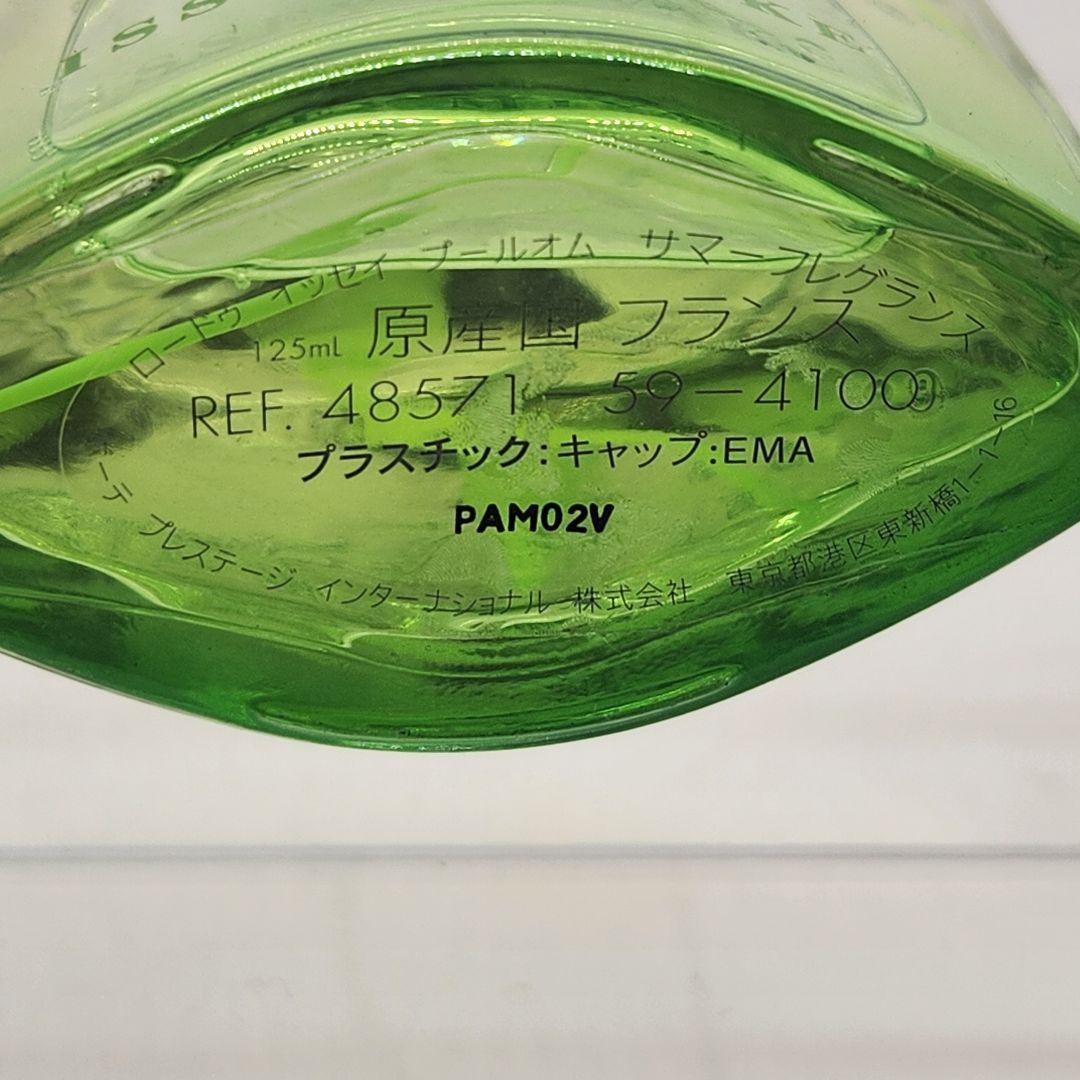 ISS KE
ロードゥ イッセイ プールオム サマーフレグランス
125ml 原産国 フランス
REF. 48571-59-4100
プラスチック:キャップ:EMA
PAM02V
ボーテ プレステージ インターナショナル 株式会社 東京都港区東新橋1-1-16